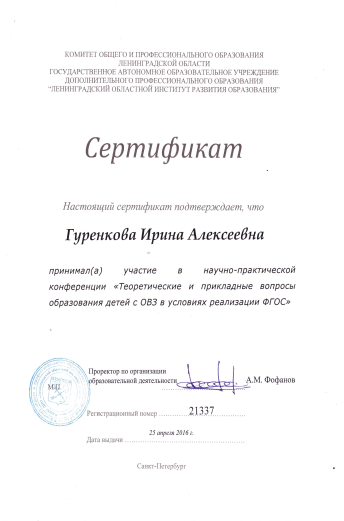 КОМИТЕТ ОБЩЕГО И ПРОФЕССИОНАЛЬНОГО ОБРАЗОВАНИЯ
ЛЕНИНГРАДСКОЙ ОБЛАСТИ
ГОСУДАРСТВЕННОЕ АВТОНОМНОЕ ОБРАЗОВАТЕЛЬНОЕ УЧРЕЖДЕНИЕ
ДОПОЛНИТЕЛЬНОГО ПРОФЕССИОНАЛЬНОГО ОБРАЗОВАНИЯ
"ЛЕНИНГРАДСКИЙ ОБЛАСТНОЙ ИНСТИТУТ РАЗВИТИЯ ОБРАЗОВАНИЯ"
Сертификат
Настоящий сертификат подтверждает, что
Гуренкова Ирина Алексеевна
принимал(а) участие в научно-практической
конференции «Теоретические и прикладные вопросы
образования детей с ОВЗ в условиях реализации ФГОС»
Проректор по организации
образовательной деятельности А.М. Фофанов
МП
Регистрационный номер 21337
25 апреля 2016 г.
Дата выдачи
Санкт-Петербург